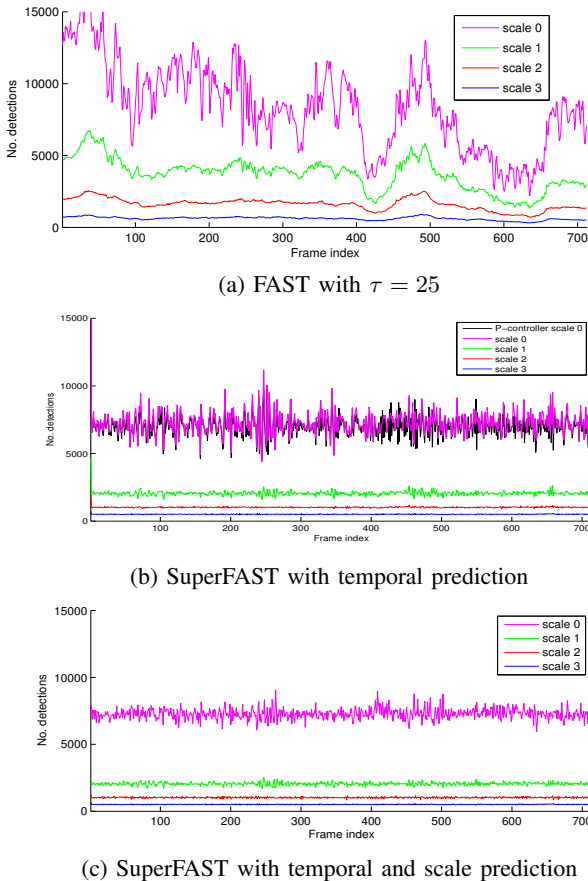 15000
10000
5000
0
No. detections
scale 0
scale 1
scale 2
scale 3
100 200 300 400 500 600 700
Frame index
(a) FAST with τ = 25
15000
10000
5000
0
No. detections
P−controller scale 0
scale 0
scale 1
scale 2
scale 3
100 200 300 400 500 600 700
Frame index
(b) SuperFAST with temporal prediction
15000
10000
5000
0
No. detections
scale 0
scale 1
scale 2
scale 3
100 200 300 400 500 600 700
Frame index
(c) SuperFAST with temporal and scale prediction